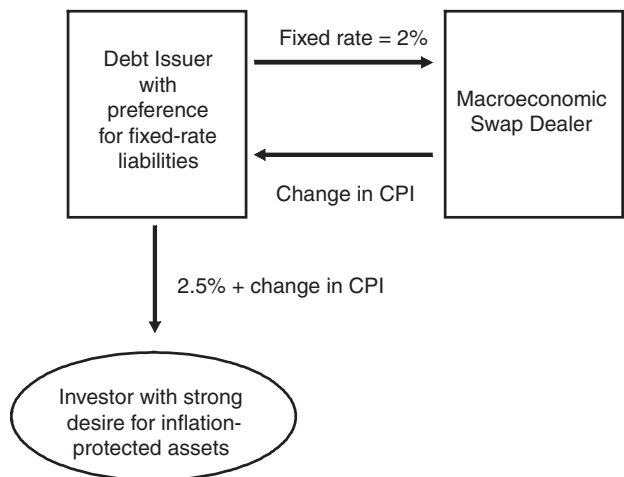 Debt Issuer
with
preference
for fixed-rate
liabilities
Fixed rate = 2%
Macroeconomic
Swap Dealer
Change in CPI
2.5% + change in CPI
Investor with strong
desire for inflation-
protected assets